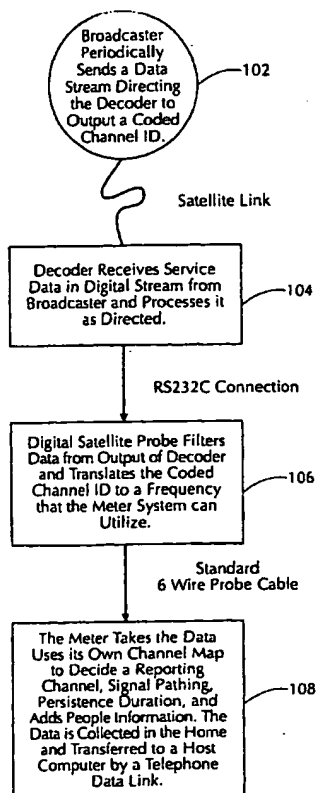 Broadcaster
Periodically
Sends a Data
Stream Directing
the Decoder to
Output a Coded
Channel ID.
102
Satellite Link
Decoder Receives Service
Data in Digital Stream from
Broadcaster and Processes it
as Directed.
104
RS232C Connection
Digital Satellite Probe Filters
Data from Output of Decoder
and Translates the Coded
Channel ID to a Frequency
that the Meter System can
Utilize.
106
Standard
6 Wire Probe Cable
The Meter Takes the Data
Uses its Own Channel Map
to Decide a Reporting
Channel, Signal Pathing,
Persistence Duration, and
Adds People Information. The
Data is Collected in the Home
and Transferred to a Host
Computer by a Telephone
Data Link.
108